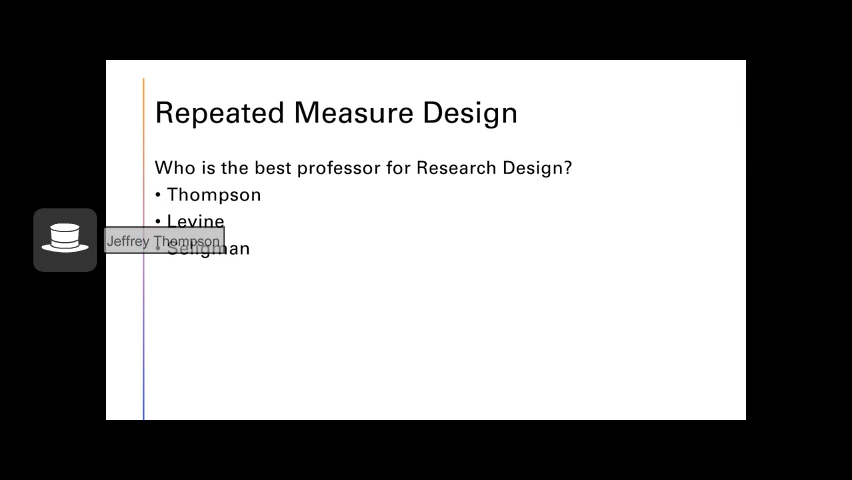 Repeated Measure Design
Who is the best professor for Research Design?
• Thompson
• Levine
Jeffrey Thompson
• Seligman